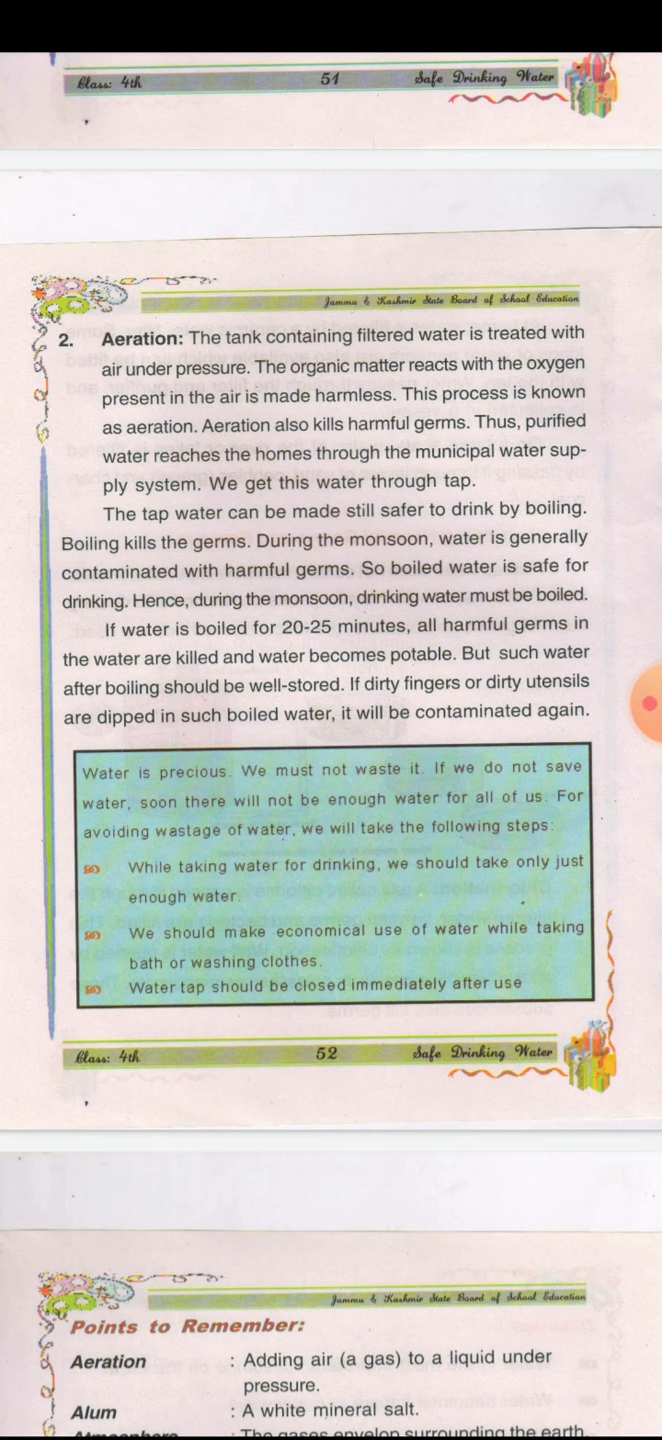 Class: 4th 51 Safe Drinking Water
Jammu & Kashmir State Board of School Education
2. Aeration: The tank containing filtered water is treated with
air under pressure. The organic matter reacts with the oxygen
present in the air is made harmless. This process is known
as aeration. Aeration also kills harmful germs. Thus, purified
water reaches the homes through the municipal water sup-
ply system. We get this water through tap.
The tap water can be made still safer to drink by boiling.
Boiling kills the germs. During the monsoon, water is generally
contaminated with harmful germs. So boiled water is safe for
drinking. Hence, during the monsoon, drinking water must be boiled.
If water is boiled for 20-25 minutes, all harmful germs in
the water are killed and water becomes potable. But such water
after boiling should be well-stored. If dirty fingers or dirty utensils
are dipped in such boiled water, it will be contaminated again.
Water is precious. We must not waste it. If we do not save
water, soon there will not be enough water for all of us. For
avoiding wastage of water, we will take the following steps:
While taking water for drinking, we should take only just
enough water.
We should make economical use of water while taking
bath or washing clothes.
Water tap should be closed immediately after use
Class: 4th 52 Safe Drinking Water
Jammu & Kashmir State Board of School Education
Points to Remember:
Aeration : Adding air (a gas) to a liquid under
pressure.
Alum : A white mineral salt.
Atmosphere : The gases envelop surrounding the earth.